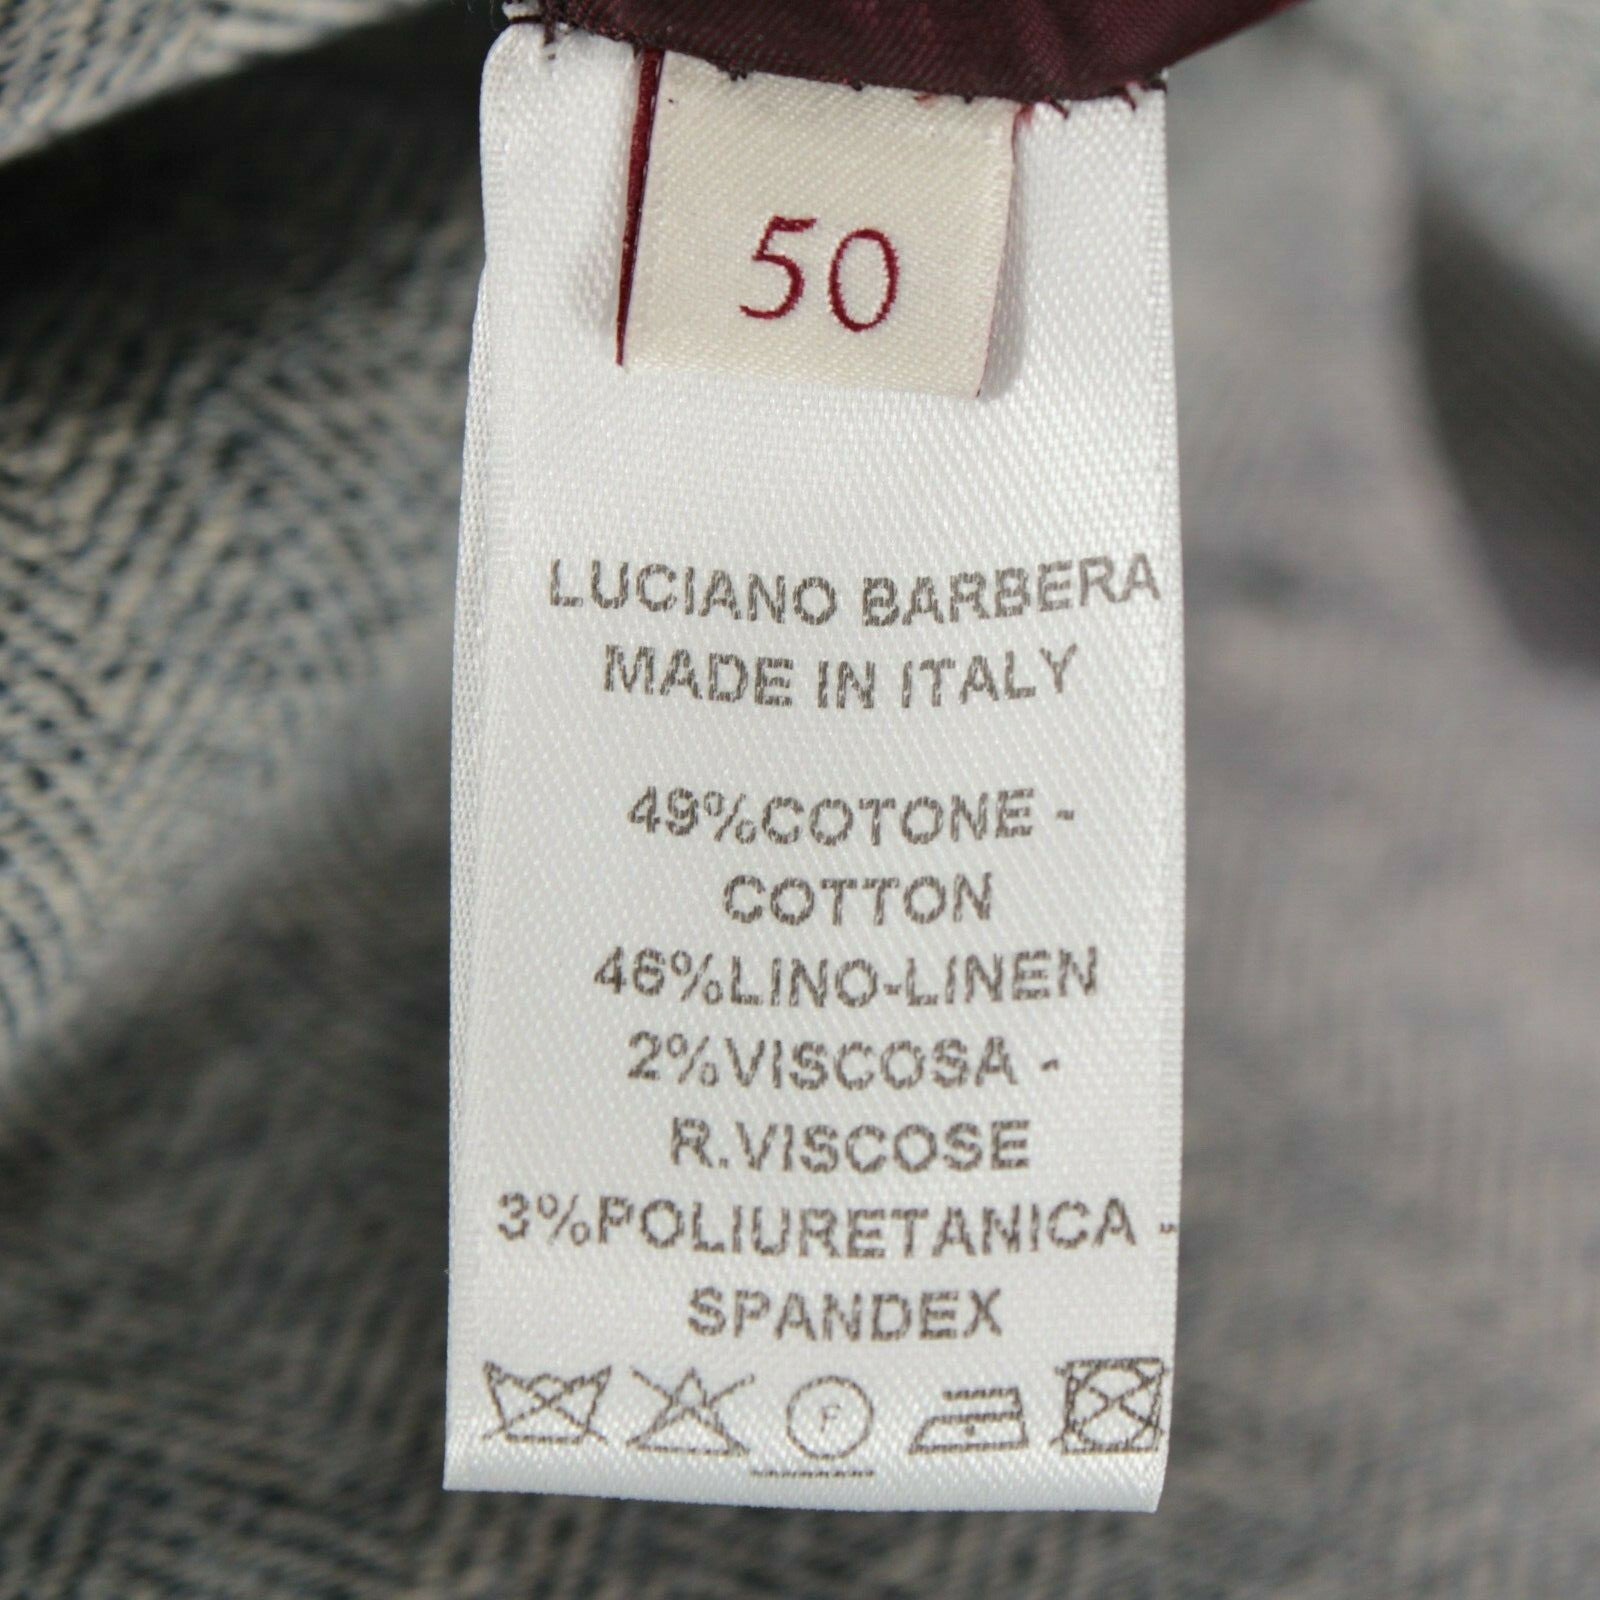 50
LUCIANO BARBERA
MADE IN ITALY
49%COTONE -
COTTON
46%LINO-LINEN
2%VISCOSA -
R.VISCOSE
3%POLIURETANICA -
SPANDEX
F